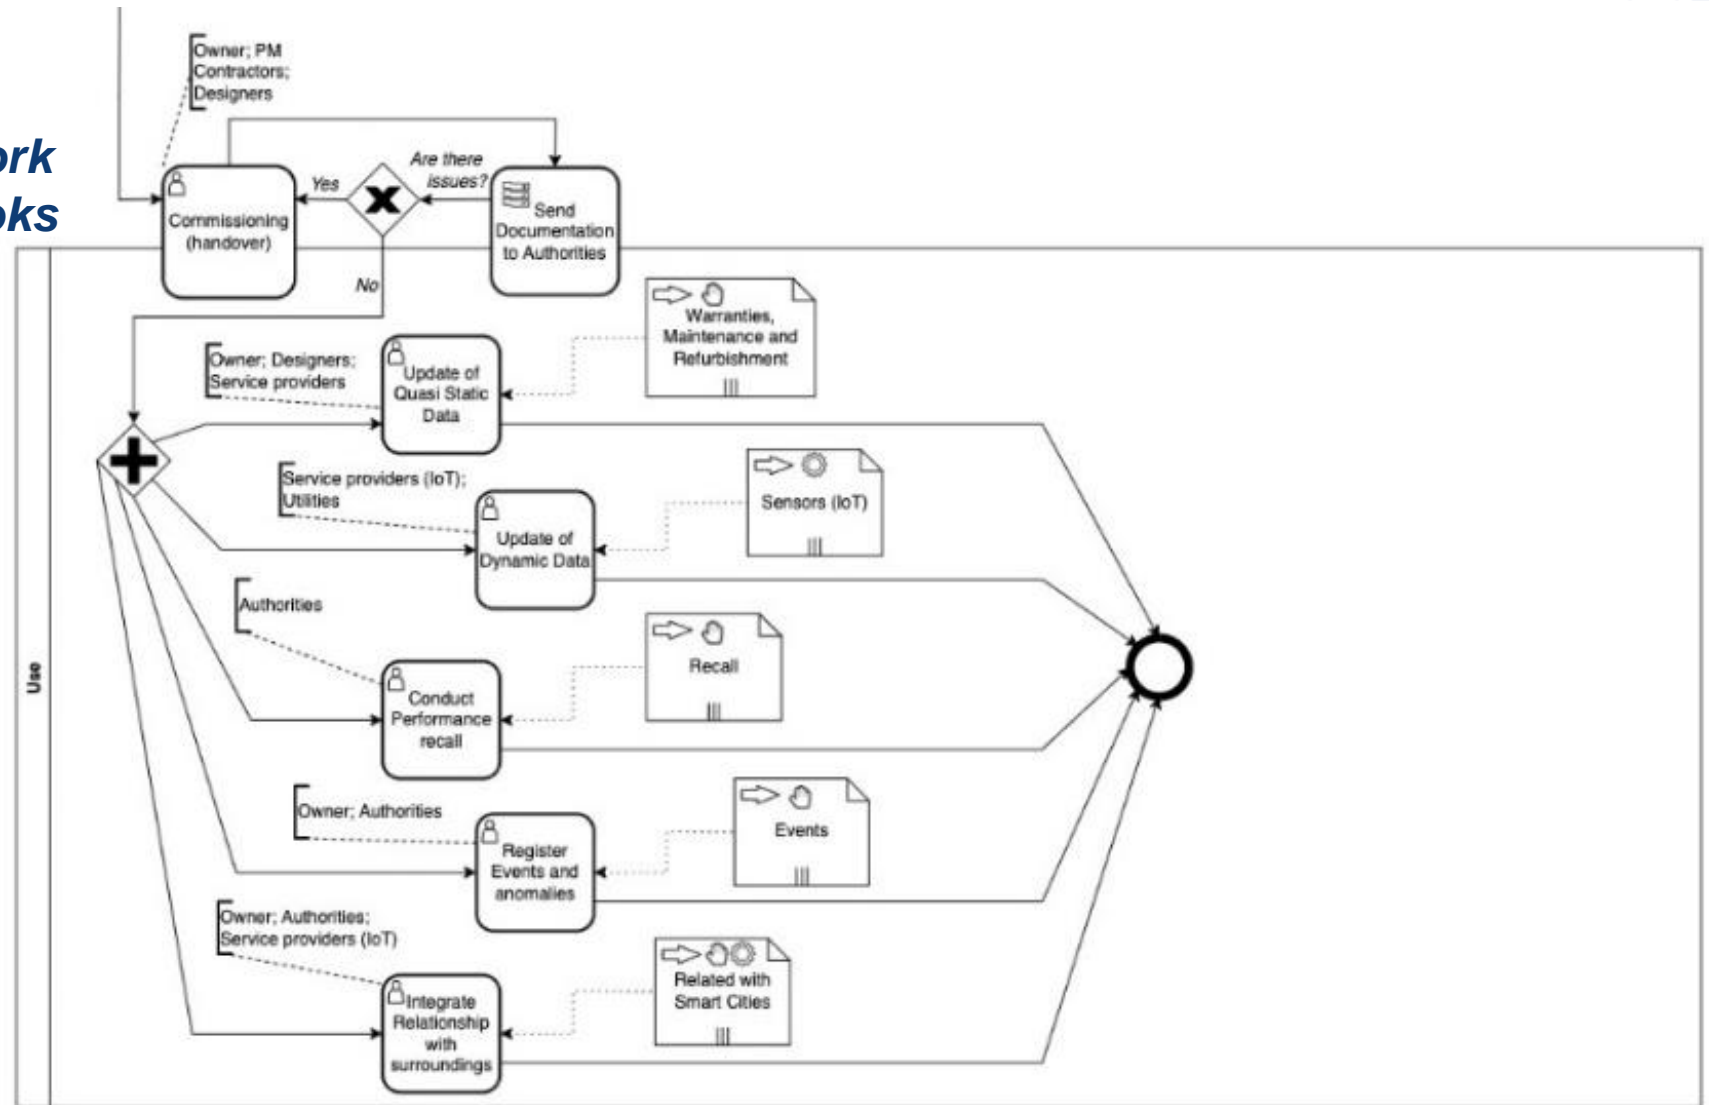 Owner; PM
Contractors;
Designers
ork
oks
Are there
issues?
Yes
Commissioning
(handover)
Send
Documentation
to Authorities
No
Warranties,
Maintenance and
Refurbishment
Owner; Designers;
Service providers
Update of
Quasi Static
Data
Service providers (IoT);
Utilities
Sensors (IoT)
Update of
Dynamic Data
Authorities
Recall
Conduct
Performance
recall
Use
Owner; Authorities
Events
Register
Events and
anomalies
Owner; Authorities;
Service providers (IoT)
Related with
Smart Cities
Integrate
Relationship
with
surroundings